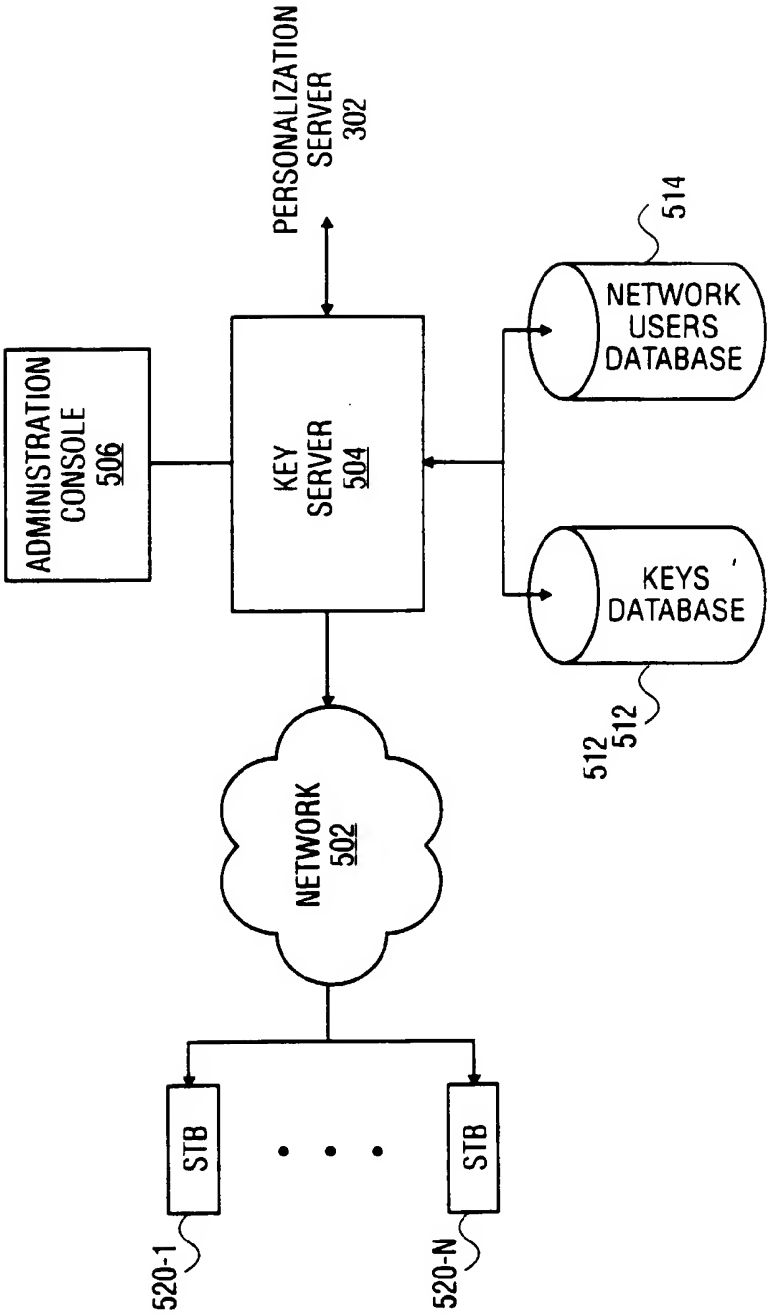 ADMINISTRATION
CONSOLE
506
PERSONALIZATION
SERVER
302
KEY
SERVER
504
NETWORK
502
STB
520-1
STB
520-N
KEYS
DATABASE
512
512
NETWORK
USERS
DATABASE
514